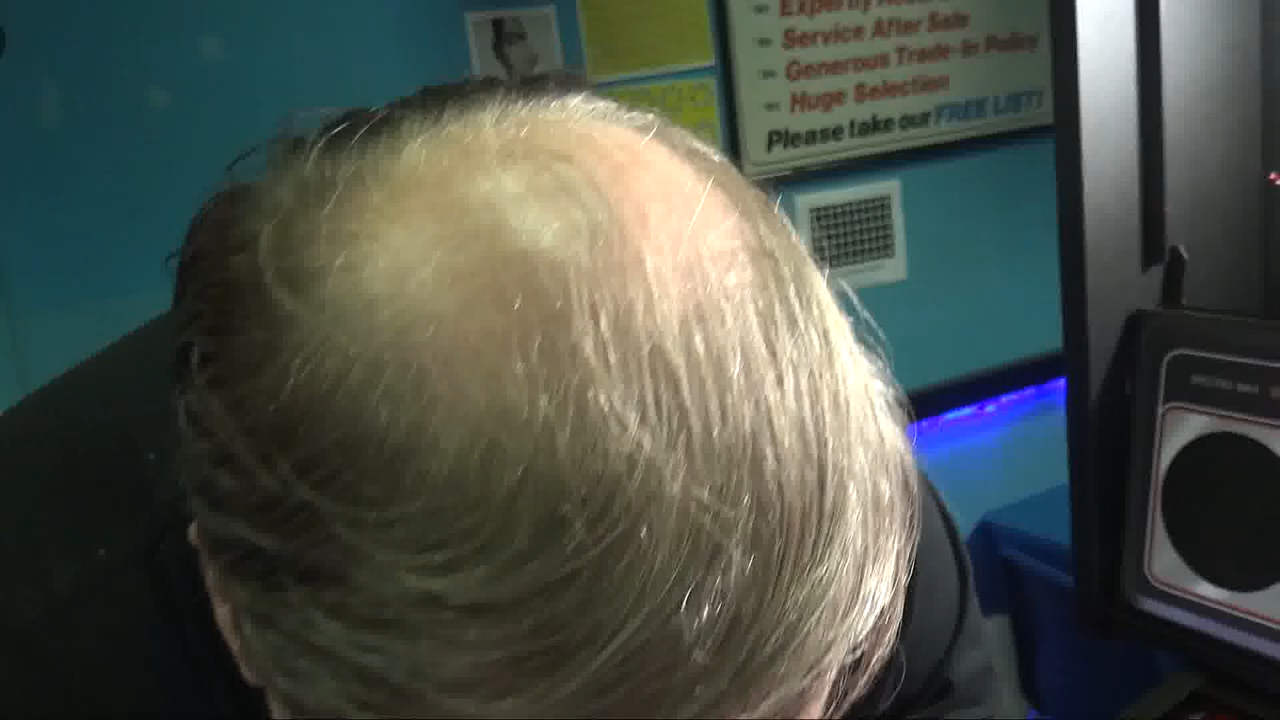 Service After Sale
Generous Trade-In Policy
Huge Selection
Please take our FREE LIST!